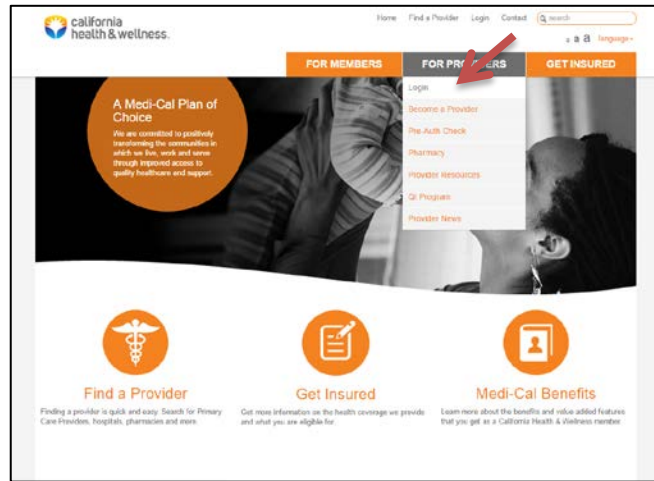 california
health & wellness.
Home Find a Provider Login Contact search
a a a language
FOR MEMBERS FOR PROVIDERS GET INSURED
Login
Become a Provider
Pre-Auth Check
Pharmacy
Provider Resources
QI Program
Provider News
A Medi-Cal Plan of
Choice
We are committed to positively
transforming the communities in
which we live, work and serve
through improved access to
quality healthcare and support.
Find a Provider
Finding a provider is quick and easy. Search for Primary
Care Providers, hospitals, pharmacies and more.
Get Insured
Get more information on the health coverage we provide
and what you are eligible for.
Medi-Cal Benefits
Learn more about the benefits and value added features
that you get as a California Health & Wellness member.